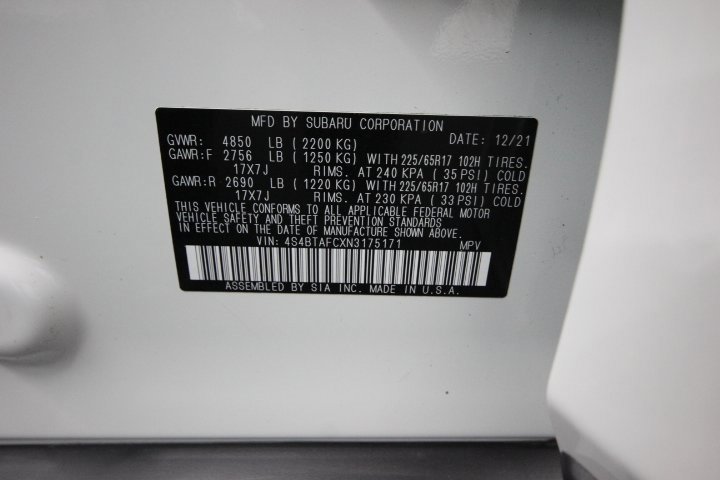 MFD BY SUBARU CORPORATION DATE: 12/21
GVWR: 4850 LB (2200 KG)
GAWR:F 2756 LB (1250 KG) WITH 225/65R17 102H TIRES.
17X7J RIMS. AT 240 KPA (35 PSI) COLD
GAWR:R 2690 LB (1220 KG) WITH 225/65R17 102H TIRES.
17X7J RIMS. AT 230 KPA (33 PSI) COLD
THIS VEHICLE CONFORMS TO ALL APPLICABLE FEDERAL MOTOR
VEHICLE SAFETY AND THEFT PREVENTION STANDARDS
IN EFFECT ON THE DATE OF MANUFACTURE SHOWN ABOVE.
VIN: 4S4BTAFCXN3175171 MPV
ASSEMBLED BY SIA INC. MADE IN U.S.A.